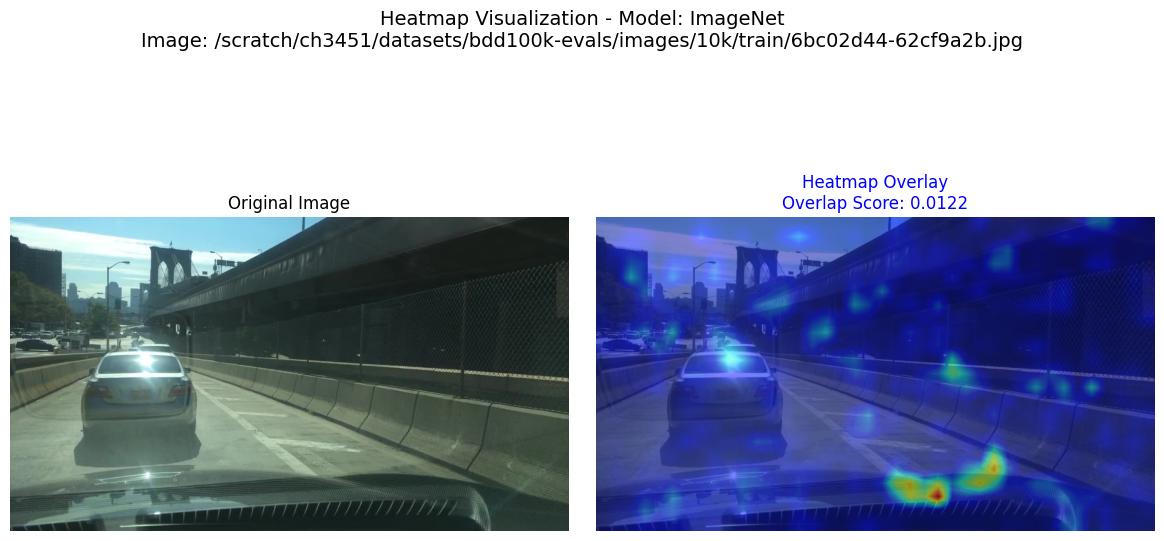 Heatmap Visualization - Model: ImageNet
Image: /scratch/ch3451/datasets/bdd100k-evals/images/10k/train/6bc02d44-62cf9a2b.jpg
Original Image
Heatmap Overlay
Overlap Score: 0.0122